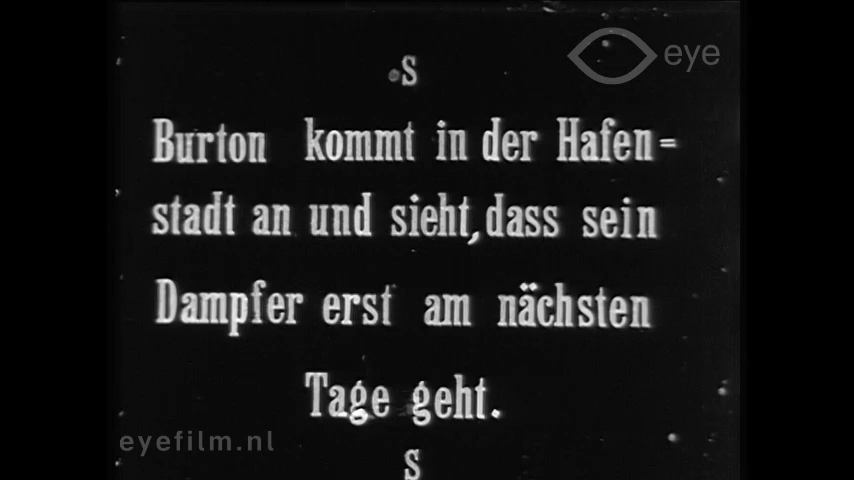 S
eye
Burton kommt in der Hafen=
stadt an und sieht, dass sein
Dampfer erst am nächsten
Tage geht.
eyefilm.nl
S